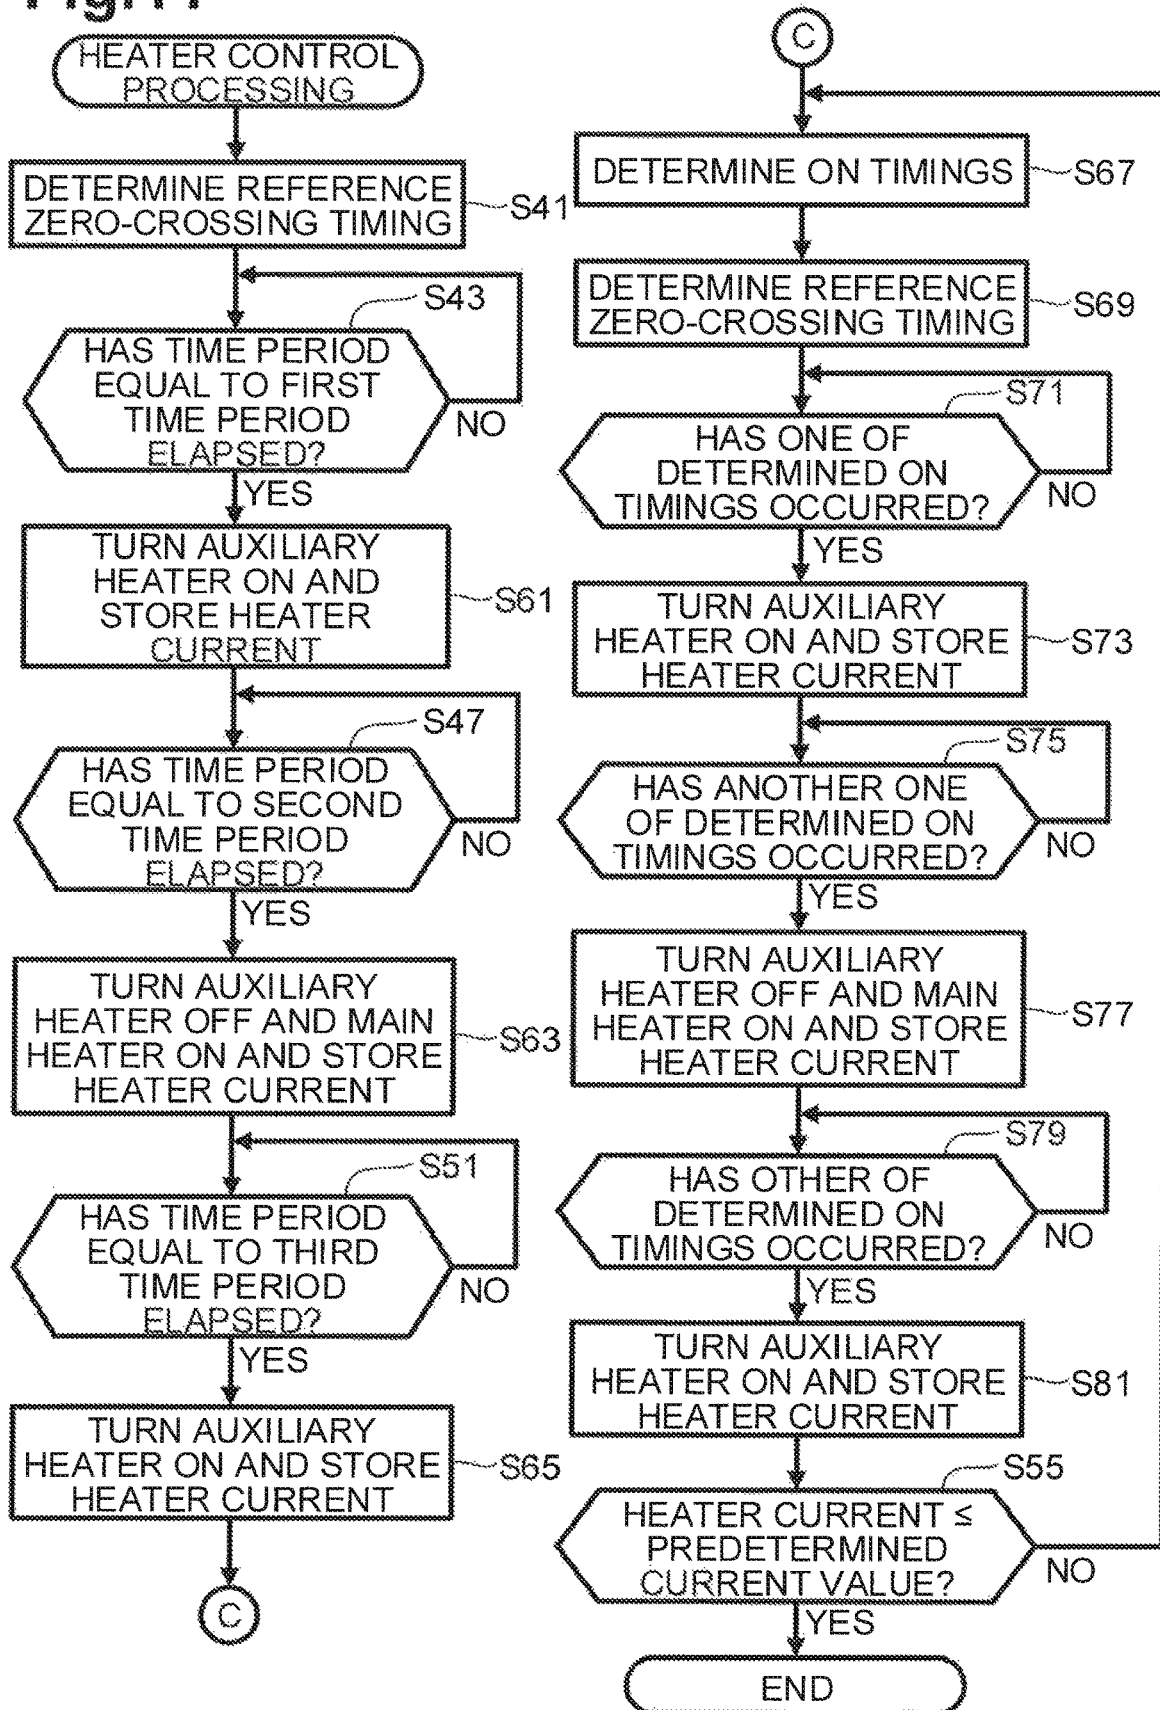 HEATER CONTROL
PROCESSING
DETERMINE REFERENCE
ZERO-CROSSING TIMING
S41
S43
HAS TIME PERIOD
EQUAL TO FIRST
TIME PERIOD
ELAPSED?
NO
YES
TURN AUXILIARY
HEATER ON AND
STORE HEATER
CURRENT
S61
S47
HAS TIME PERIOD
EQUAL TO SECOND
TIME PERIOD
ELAPSED?
NO
YES
TURN AUXILIARY
HEATER OFF AND MAIN
HEATER ON AND STORE
HEATER CURRENT
S63
S51
HAS TIME PERIOD
EQUAL TO THIRD
TIME PERIOD
ELAPSED?
NO
YES
TURN AUXILIARY
HEATER ON AND STORE
HEATER CURRENT
S65
C
C
DETERMINE ON TIMINGS
S67
DETERMINE REFERENCE
ZERO-CROSSING TIMING
S69
S71
HAS ONE OF
DETERMINED ON
TIMINGS OCCURRED?
NO
YES
TURN AUXILIARY
HEATER ON AND STORE
HEATER CURRENT
S73
S75
HAS ANOTHER ONE
OF DETERMINED ON
TIMINGS OCCURRED?
NO
YES
TURN AUXILIARY
HEATER OFF AND MAIN
HEATER ON AND STORE
HEATER CURRENT
S77
S79
HAS OTHER OF
DETERMINED ON
TIMINGS OCCURRED?
NO
YES
TURN AUXILIARY
HEATER ON AND STORE
HEATER CURRENT
S81
S55
HEATER CURRENT ≤
PREDETERMINED
CURRENT VALUE?
NO
YES
END